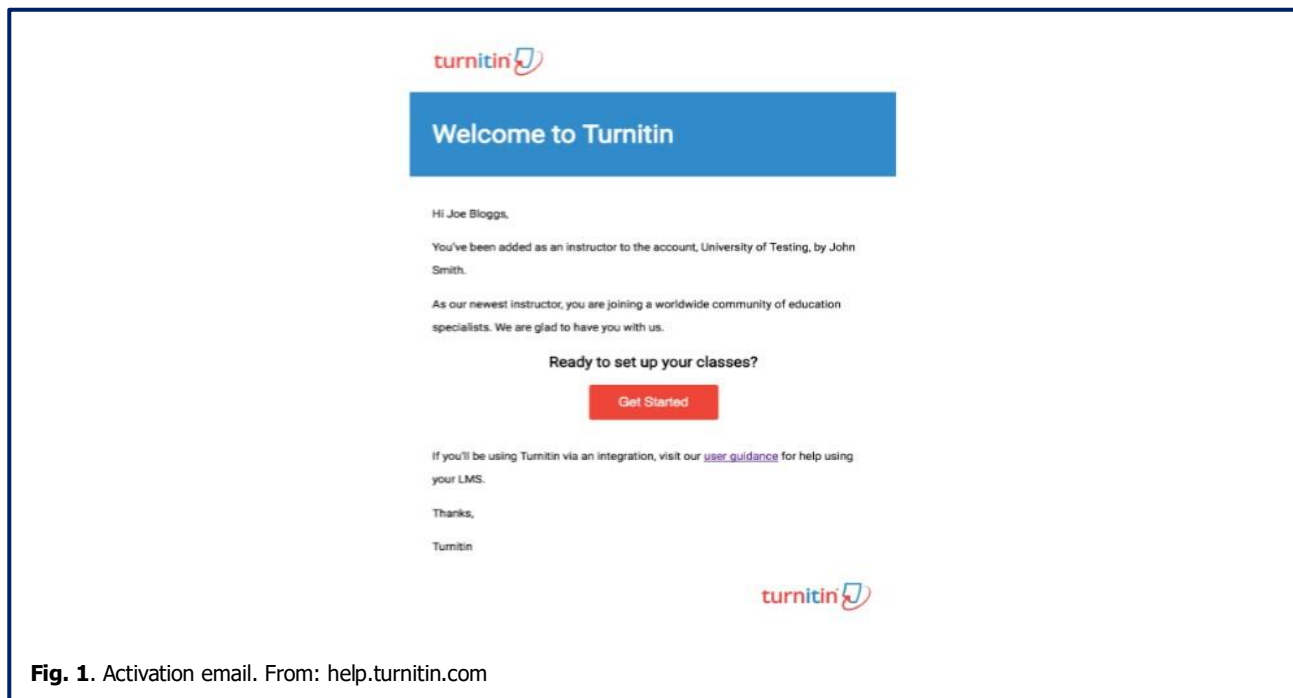 turnitin
Welcome to Turnitin
Hi Joe Bloggs,
You've been added as an instructor to the account, University of Testing, by John
Smith.
As our newest instructor, you are joining a worldwide community of education
specialists. We are glad to have you with us.
Ready to set up your classes?
Get Started
If you'll be using Turnitin via an integration, visit our user guidance for help using
your LMS.
Thanks,
Turnitin
turnitin
Fig. 1. Activation email. From: help.turnitin.com